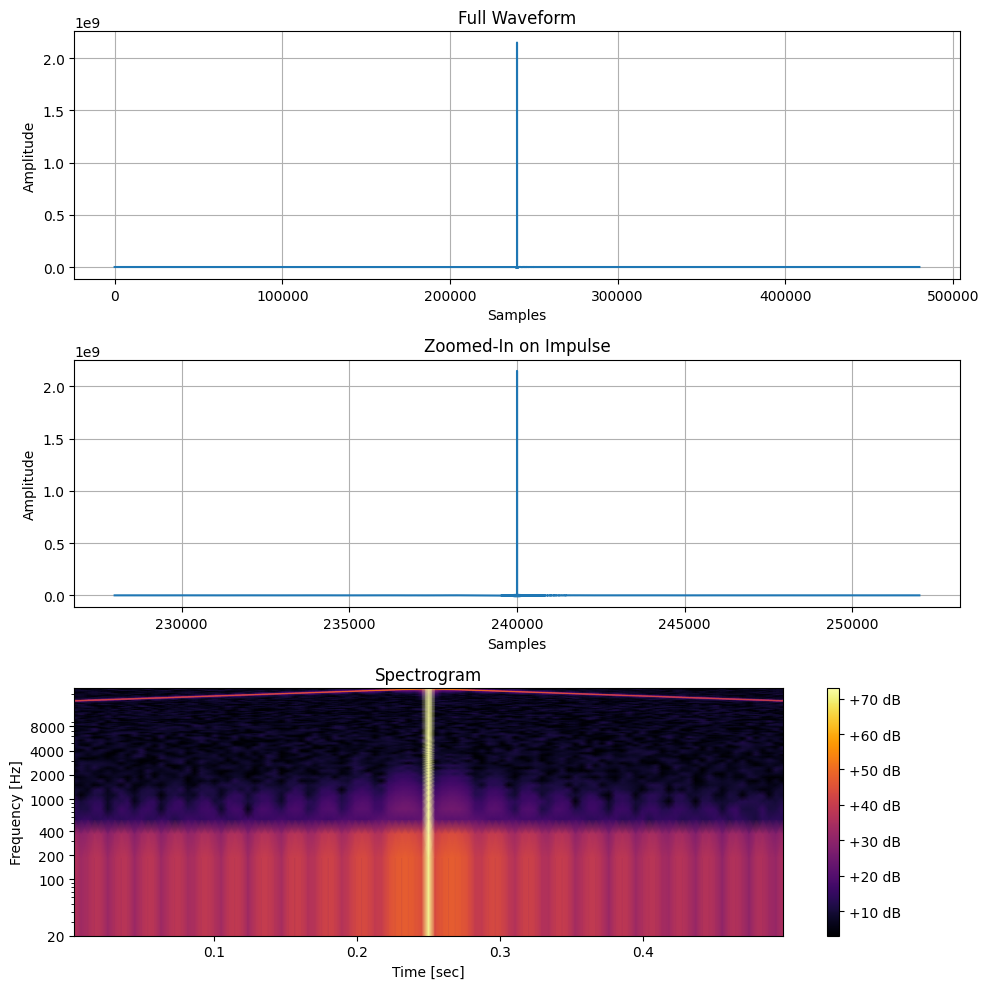 Full Waveform
1e9
2.0
1.5
1.0
0.5
0.0
Amplitude
0 100000 200000 300000 400000 500000
Samples
Zoomed-In on Impulse
1e9
2.0
1.5
1.0
0.5
0.0
Amplitude
230000 235000 240000 245000 250000
Samples
Spectrogram
8000
4000
2000
1000
400
200
100
20
Frequency [Hz]
0.1 0.2 0.3 0.4
Time [sec]
+70 dB
+60 dB
+50 dB
+40 dB
+30 dB
+20 dB
+10 dB